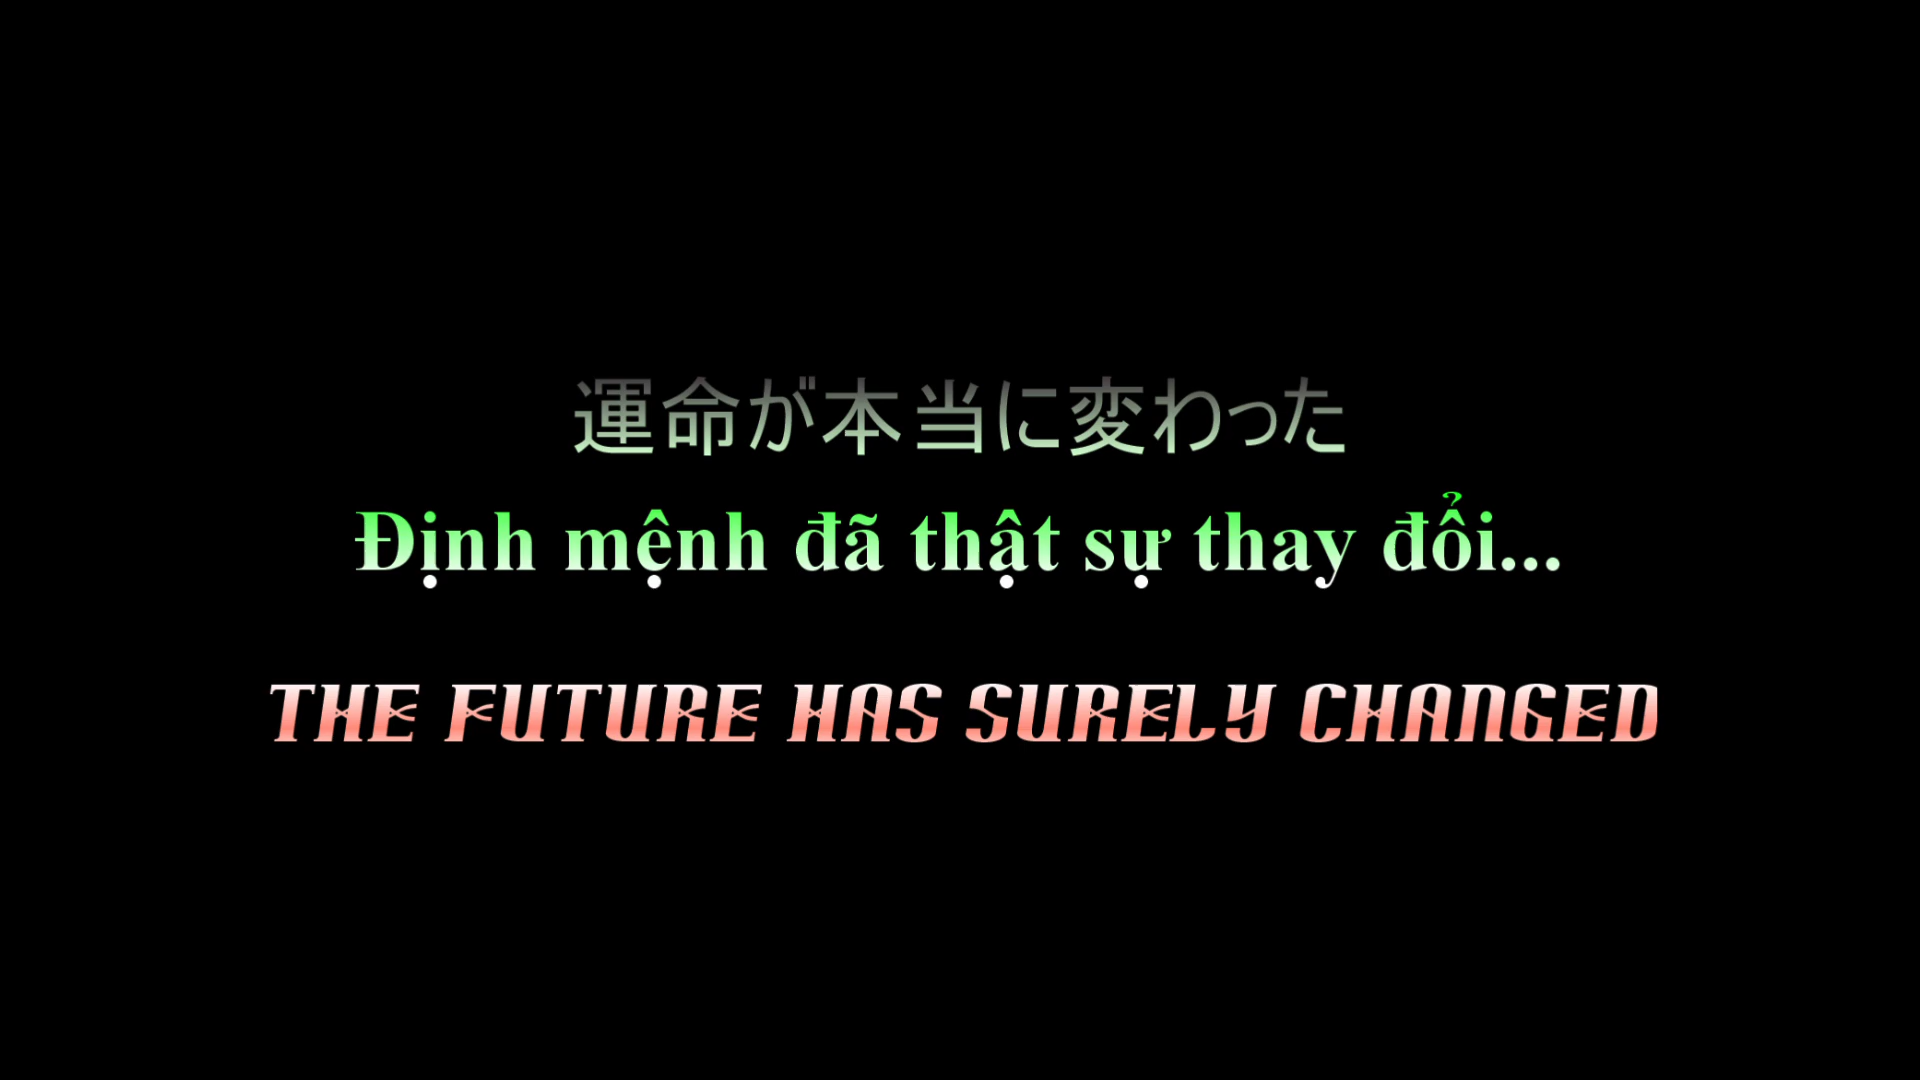 運命が本当に変わった
Định mệnh đã thật sự thay đổi...
THE FUTURE HAS SURELY CHANGED